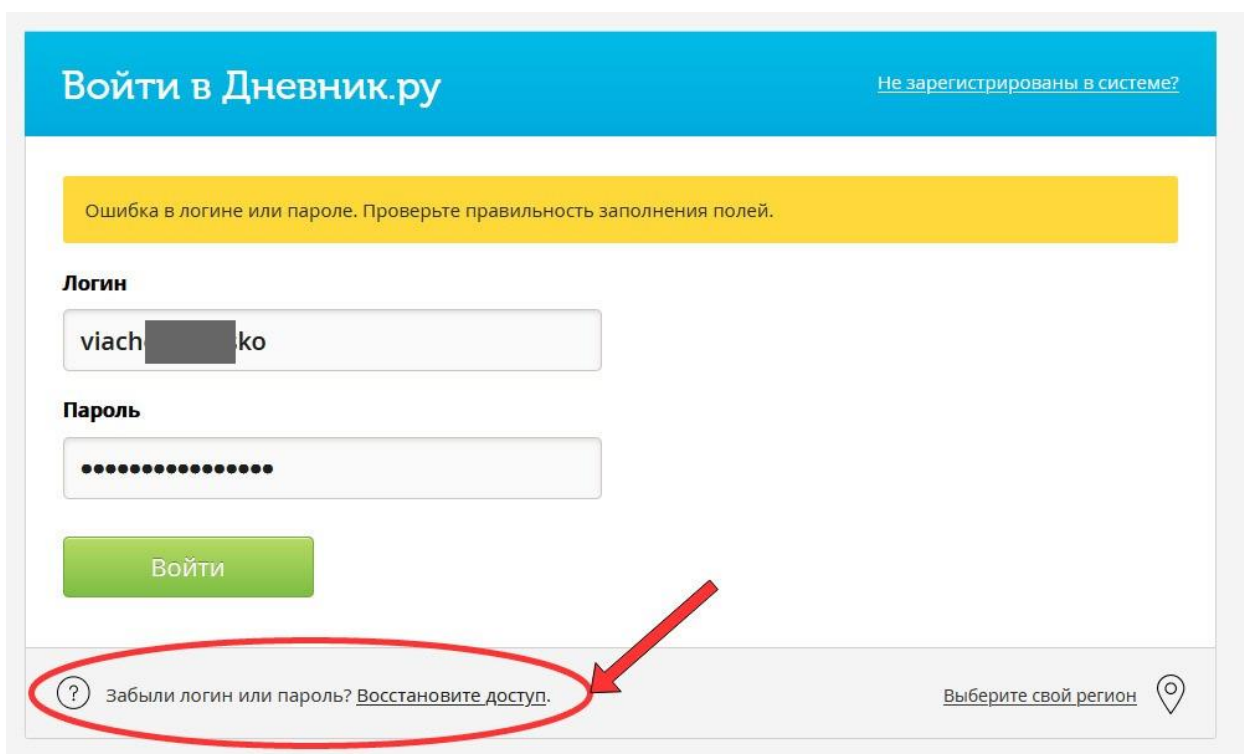 Войти в Дневник.ру
Не зарегистрированы в системе?
Ошибка в логине или пароле. Проверьте правильность заполнения полей.
Логин
viach ko
Пароль
Войти
? Забыли логин или пароль? Восстановите доступ.
Выберите свой регион